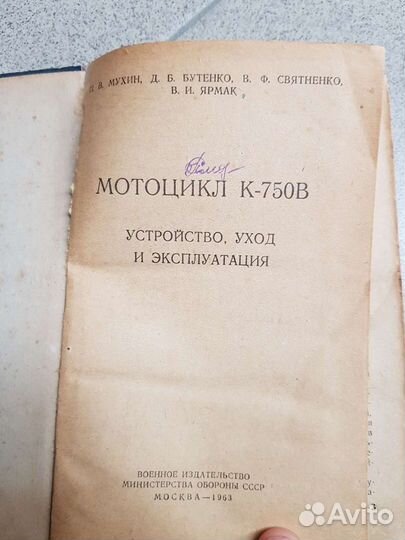 В. МУХИН, Д. Б. БУТЕНКО, В. Ф. СВЯТНЕНКО,
В. И. ЯРМАК
МОТОЦИКЛ К-750В
УСТРОЙСТВО, УХОД
И ЭКСПЛУАТАЦИЯ
ВОЕННОЕ ИЗДАТЕЛЬСТВО
МИНИСТЕРСТВА ОБОРОНЫ СССР
МОСКВА—1963
Avito